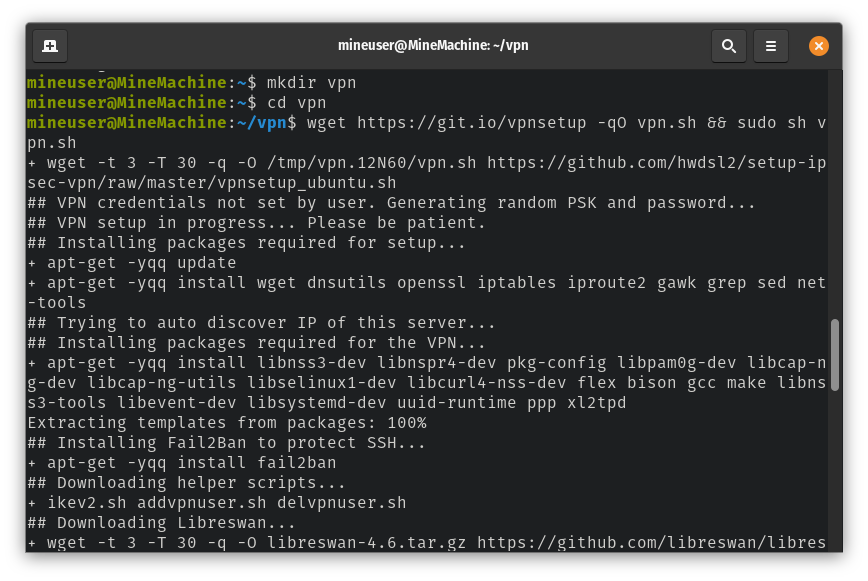 mineuser@MineMachine: ~/vpn
mineuser@MineMachine:~$ mkdir vpn
mineuser@MineMachine:~$ cd vpn
mineuser@MineMachine:~/vpn$ wget https://git.io/vpnsetup -qO vpn.sh && sudo sh v
pn.sh
+ wget -t 3 -T 30 -q -O /tmp/vpn.12N60/vpn.sh https://github.com/hwdsl2/setup-ip
sec-vpn/raw/master/vpnsetup_ubuntu.sh
## VPN credentials not set by user. Generating random PSK and password...
## VPN setup in progress... Please be patient.
## Installing packages required for setup...
+ apt-get -yqq update
+ apt-get -yqq install wget dnsutils openssl iptables iproute2 gawk grep sed net
-tools
## Trying to auto discover IP of this server...
## Installing packages required for the VPN...
+ apt-get -yqq install libnss3-dev libnspr4-dev pkg-config libpam0g-dev libcap-n
g-dev libcap-ng-utils libselinux1-dev libcurl4-nss-dev flex bison gcc make libns
s3-tools libevent-dev libsystemd-dev uuid-runtime ppp xl2tpd
Extracting templates from packages: 100%
## Installing Fail2Ban to protect SSH...
+ apt-get -yqq install fail2ban
## Downloading helper scripts...
+ ikev2.sh addvpnuser.sh delvpnuser.sh
## Downloading Libreswan...
+ wget -t 3 -T 30 -q -O libreswan-4.6.tar.gz https://github.com/libreswan/libres